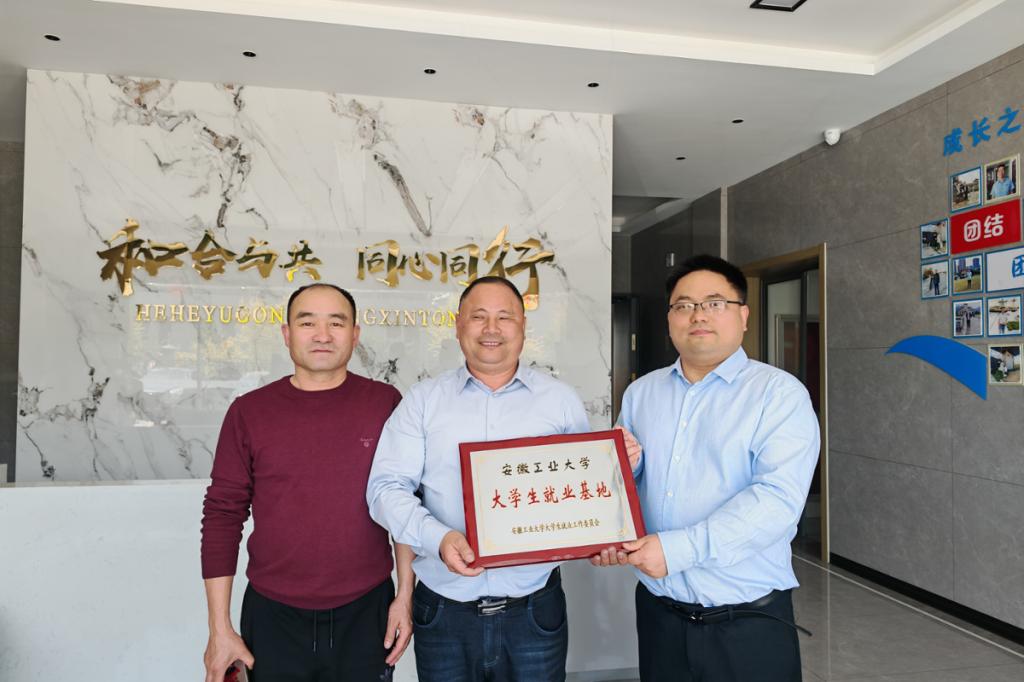 和合与共 同心同行
HEHEYUGON NGXINTON
安徽工业大学
大学生就业基地
安徽工业大学大学生就业工作委员会
成长之
团结
团